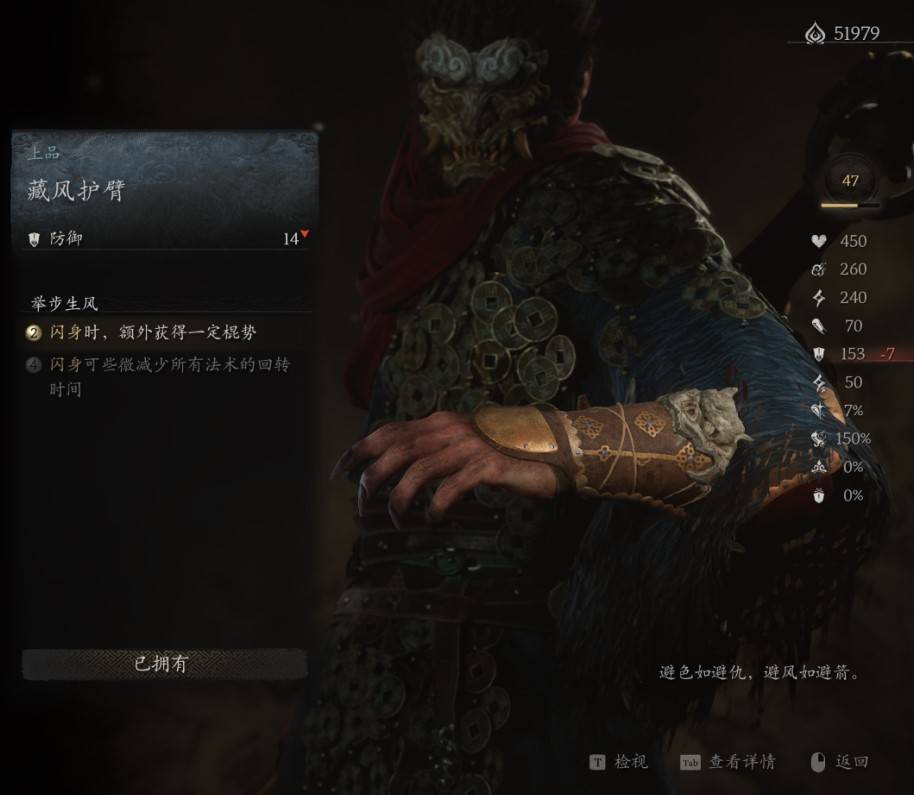 51979
上品
藏风护臂
防御 14
举步生风
2 闪身时，额外获得一定棍势
4 闪身可些微减少所有法术的回转
时间
已拥有
47
450
260
240
70
153 -7
50
7%
150%
0%
0%
避色如避仇，避风如避箭。
T 检视 Tab 查看详情 返回